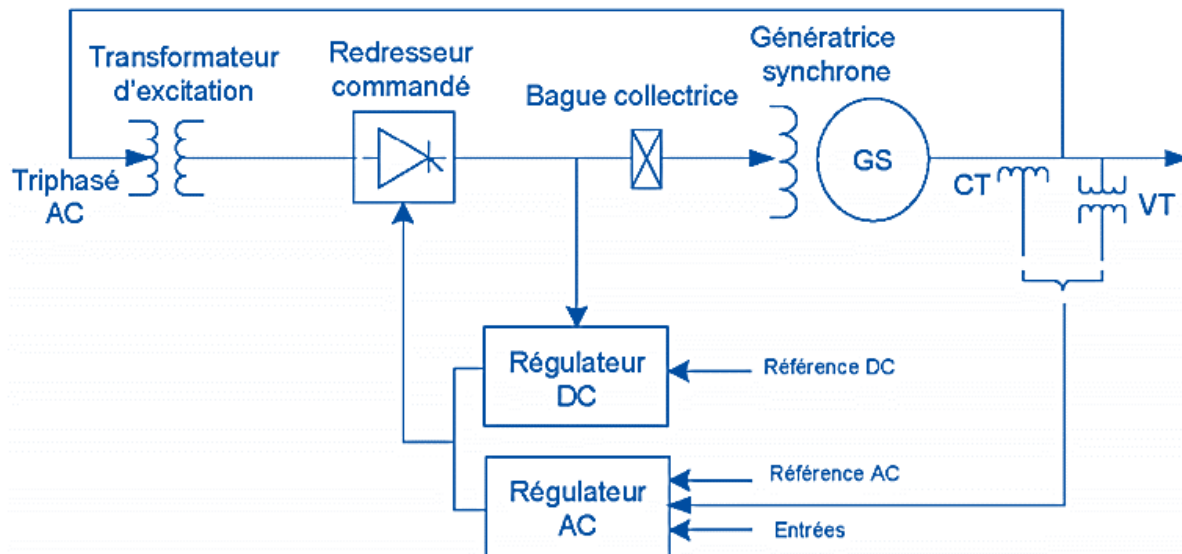 Transformateur
d'excitation
Redresseur
commandé
Bague collectrice
Génératrice
synchrone
GS
Triphasé
AC
CT
VT
Régulateur
DC
Référence DC
Régulateur
AC
Référence AC
Entrées